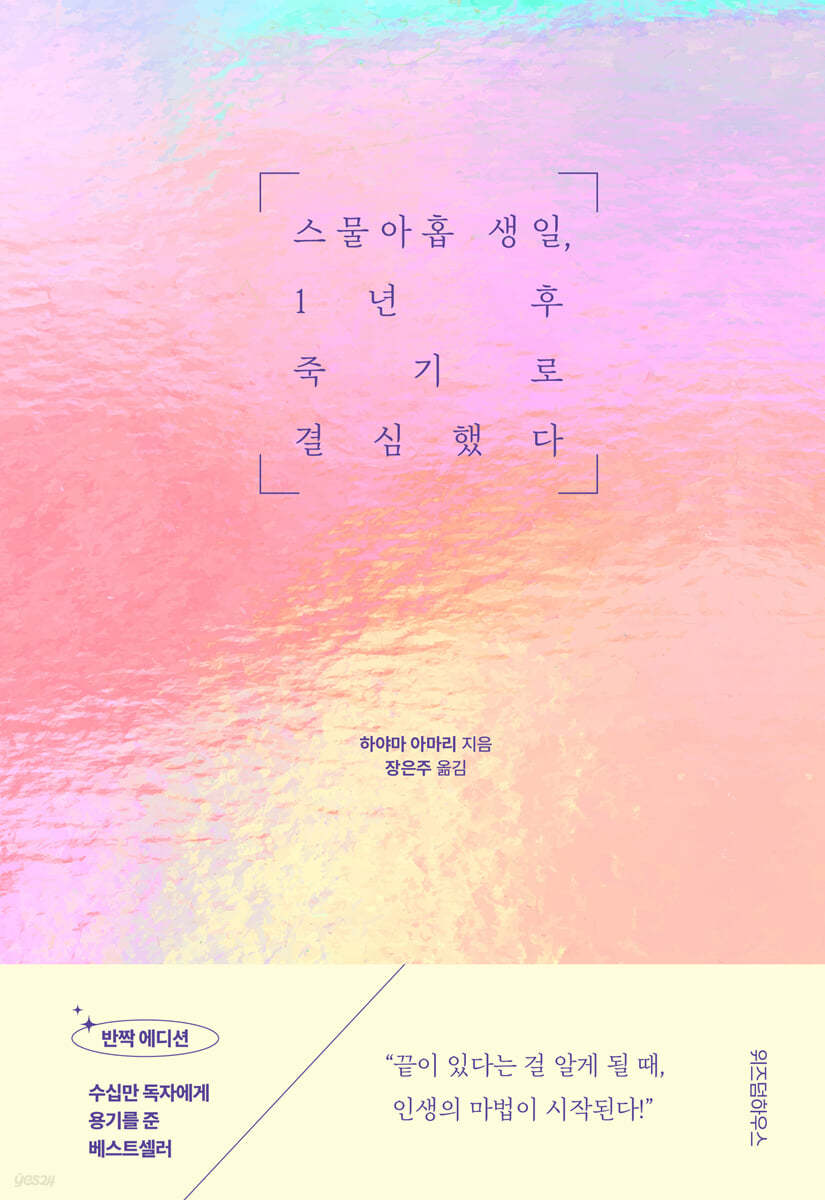 스물아홉 생일,
1년 후
죽기로
결심했다
하야마 아마리 지음
장은주 옮김
반짝 에디션
수십만 독자에게
용기를 준
베스트셀러
“끝이 있다는 걸 알게 될 때,
인생의 마법이 시작된다!”
위즈덤하우스
yes24